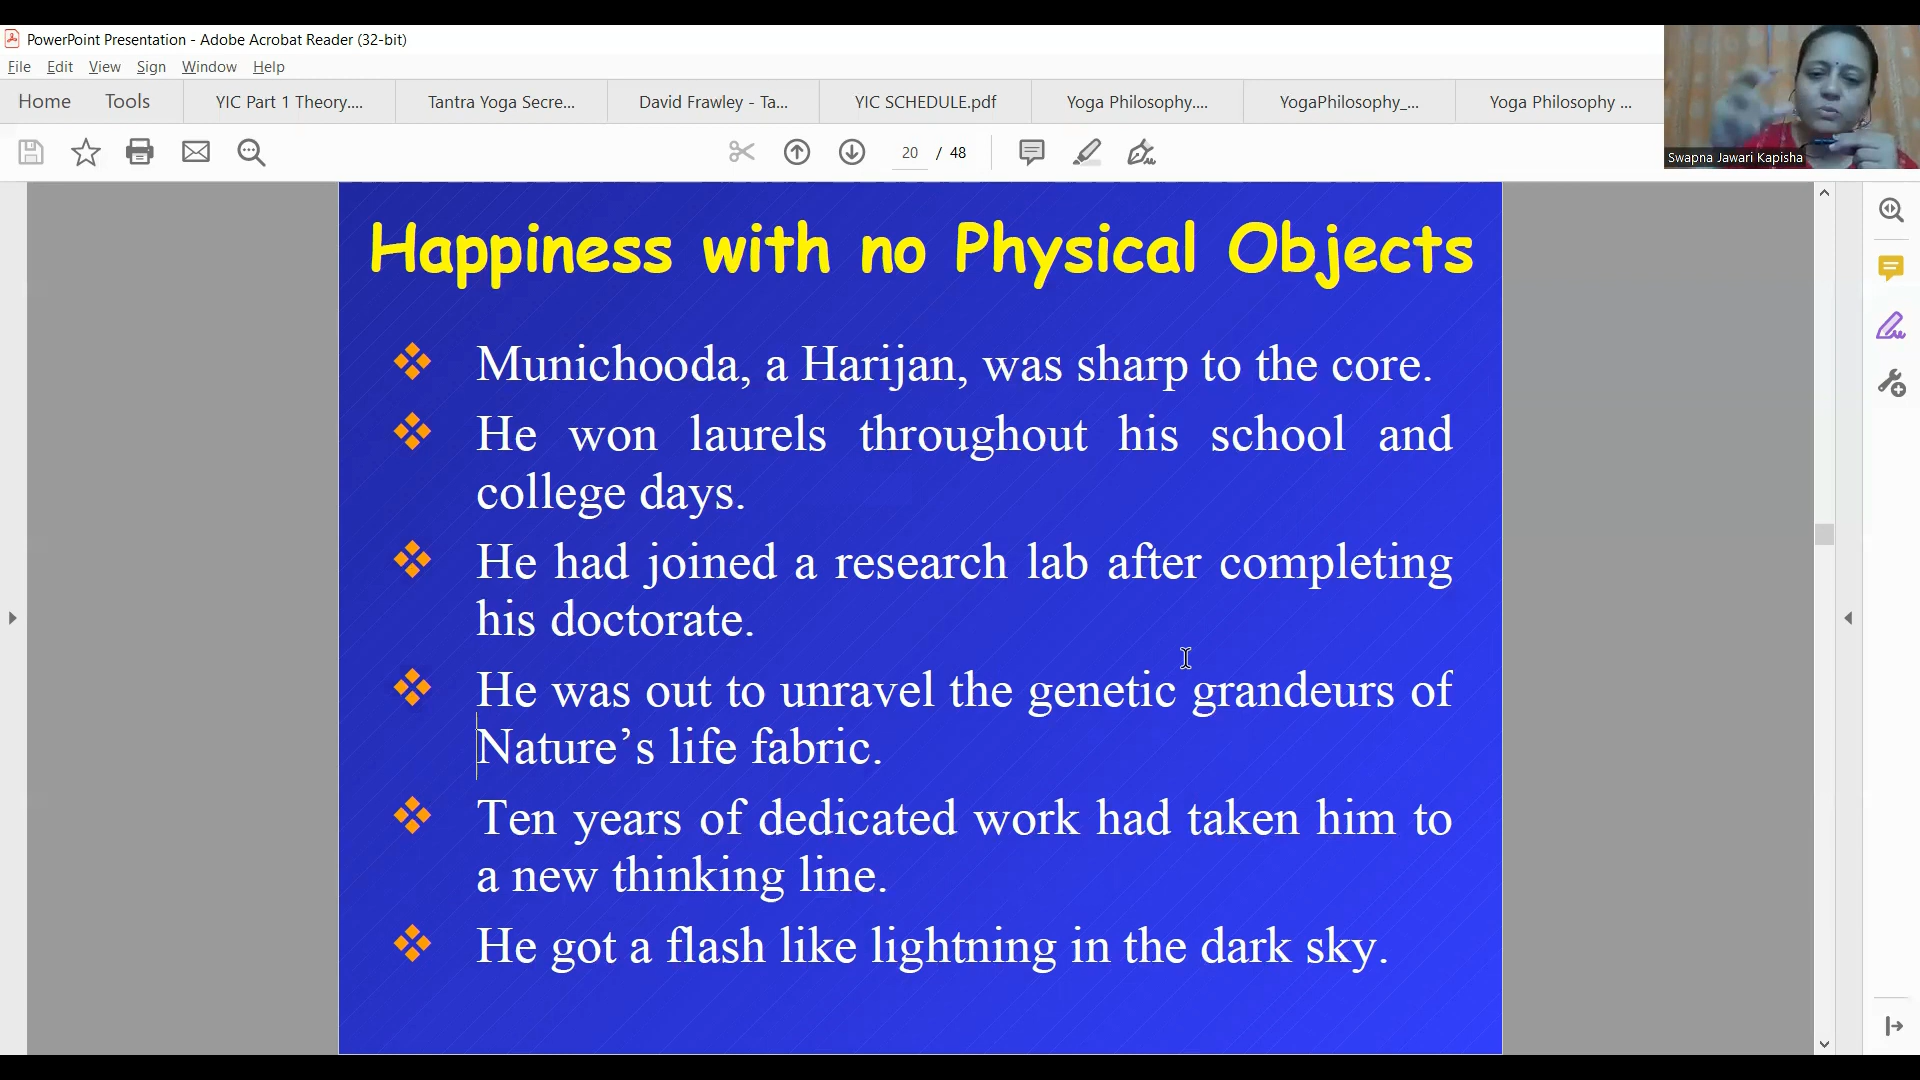 PowerPoint Presentation - Adobe Acrobat Reader (32-bit)
File Edit View Sign Window Help
Home Tools YIC Part 1 Theory.... Tantra Yoga Secre... David Frawley - Ta... YIC SCHEDULE.pdf Yoga Philosophy.... YogaPhilosophy_... Yoga Philosophy ...
20 / 48
Swapna Jawari Kapisha
Happiness with no Physical Objects
Munichooda, a Harijan, was sharp to the core.
He won laurels throughout his school and
college days.
He had joined a research lab after completing
his doctorate.
He was out to unravel the genetic grandeurs of
Nature’s life fabric.
Ten years of dedicated work had taken him to
a new thinking line.
He got a flash like lightning in the dark sky.